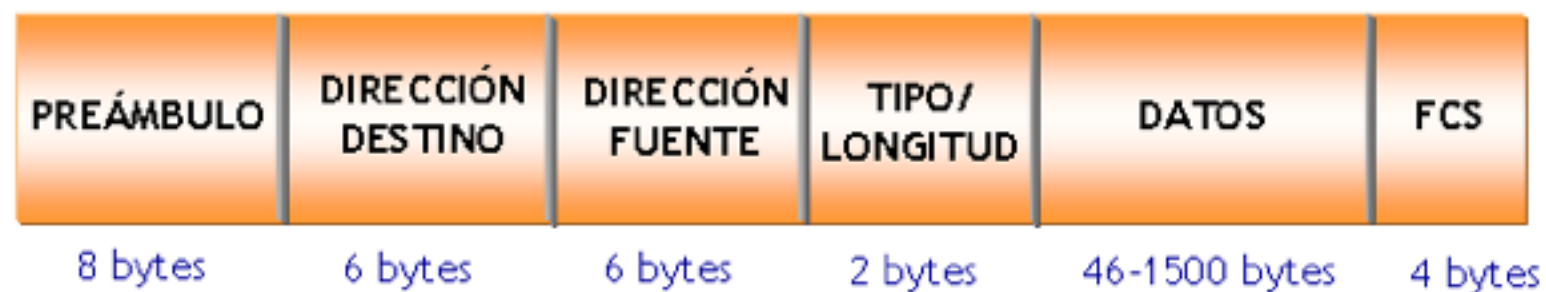 PREÁMBULO
DIRECCIÓN
DESTINO
DIRECCIÓN
FUENTE
TIPO/
LONGITUD
DATOS
FCS
8 bytes
6 bytes
6 bytes
2 bytes
46-1500 bytes
4 bytes